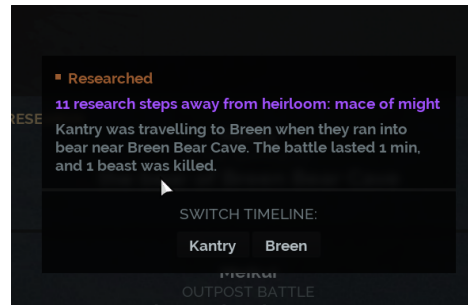 Researched
11 research steps away from heirloom: mace of might
RESE
Kantry was travelling to Breen when they ran into
bear near Breen Bear Cave. The battle lasted 1 min,
and 1 beast was killed.
SWITCH TIMELINE:
Kantry Breen
OUTPOST BATTLE